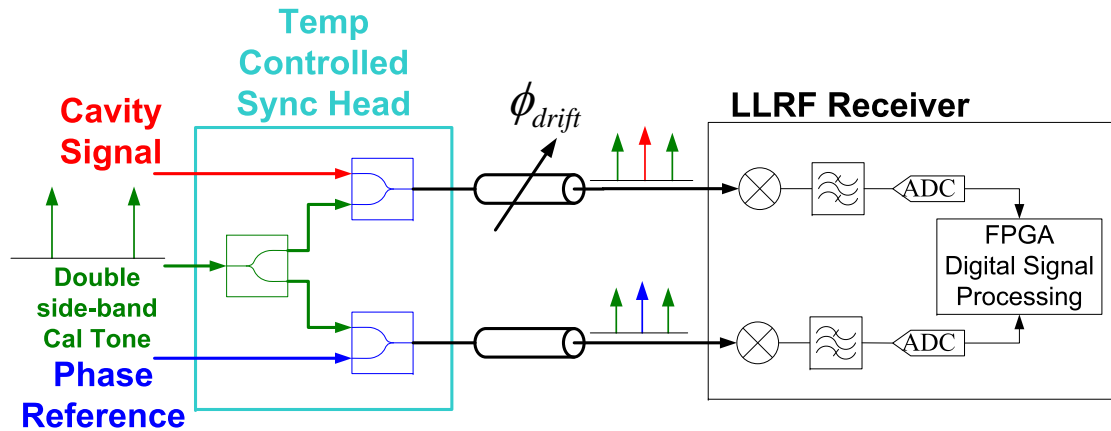 Temp
Controlled
Sync Head
Cavity
Signal
Double
side-band
Cal Tone
Phase
Reference
ϕdrift
LLRF Receiver
ADC
FPGA
Digital Signal
Processing
ADC